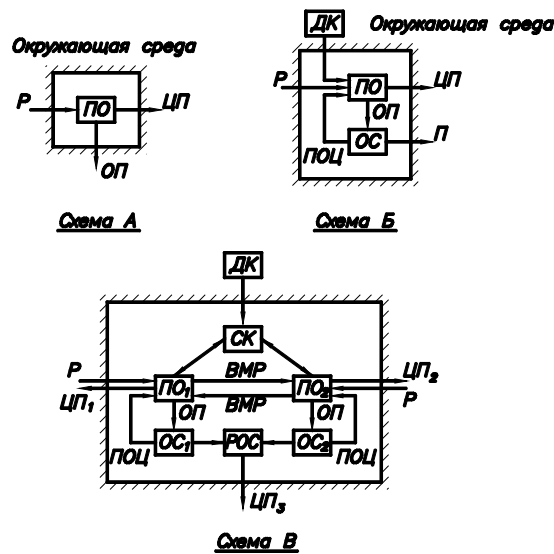 Окружающая среда
Р
ПО
ЦП
ОП
Схема А
ДК
Окружающая среда
Р
ПО
ЦП
ОП
ОС
П
ПОЦ
Схема Б
ДК
СК
Р
ВМР
ЦП₂
ПО₁
ПО₂
ЦП₁
ВМР
Р
ОП
ОП
ПОЦ
ОС₁
РОС
ОС₂
ПОЦ
ЦП₃
Схема В